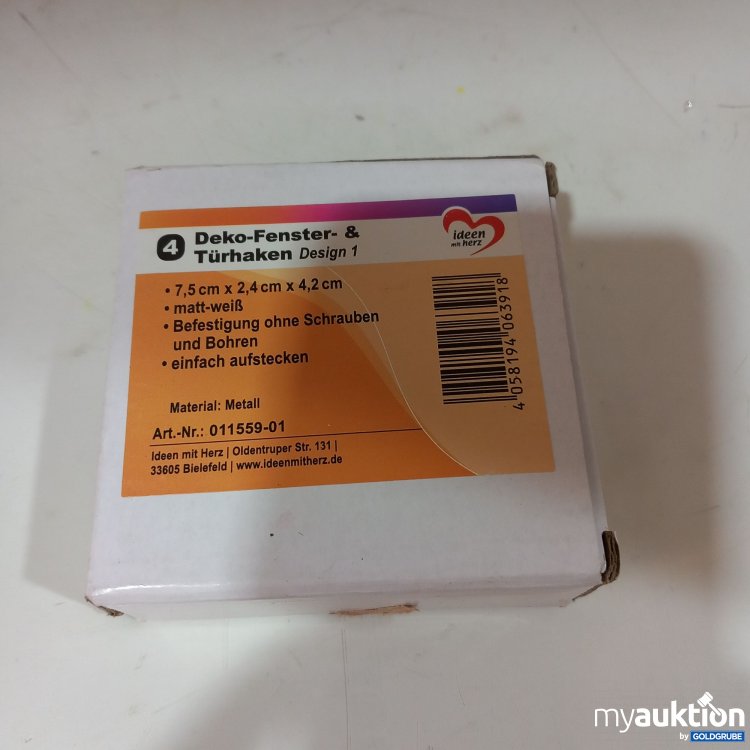 4 Deko-Fenster- &
Türhaken Design 1
ideen
mit herz
• 7,5 cm x 2,4 cm x 4,2 cm
• matt-weiß
• Befestigung ohne Schrauben
und Bohren
• einfach aufstecken
Material: Metall
Art.-Nr.: 011559-01
Ideen mit Herz | Oldentruper Str. 131 |
33605 Bielefeld | www.ideenmitherz.de
4 058194 063918
myauktion
by GOLDGRUBE